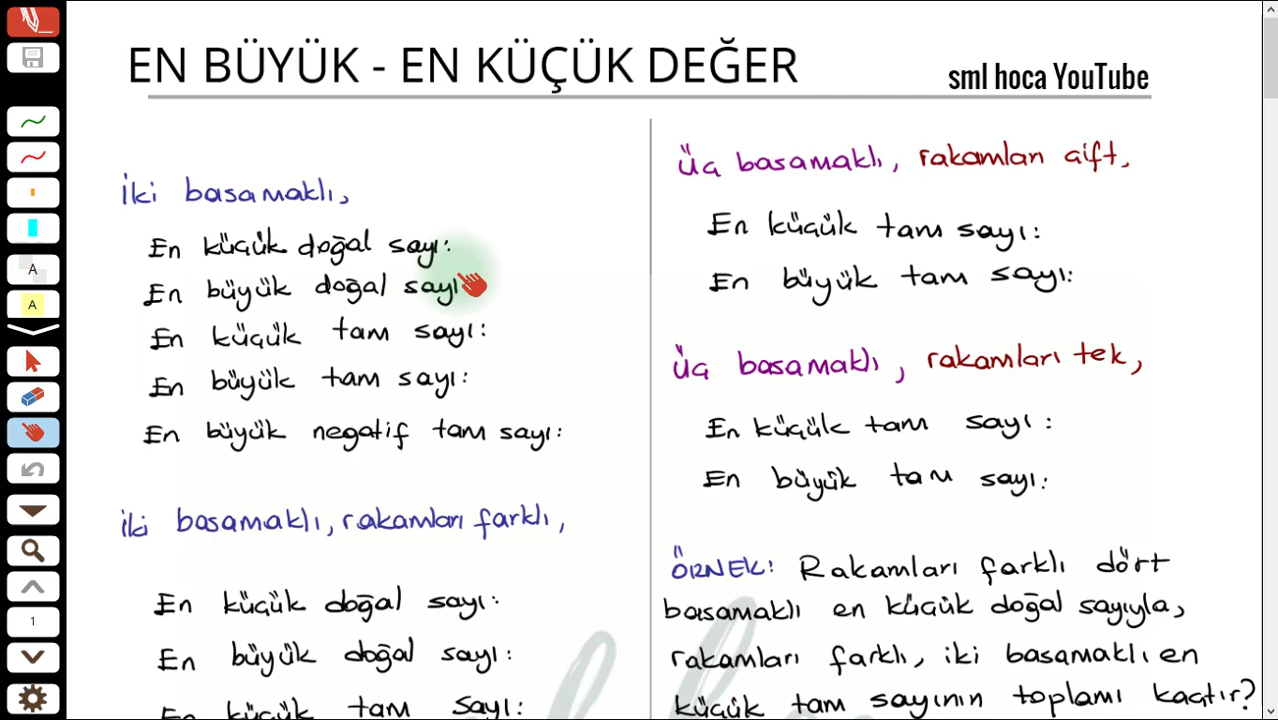 EN BÜYÜK - EN KÜÇÜK DEĞER
sml hoca YouTube
İki basamaklı,
En küçük doğal sayı:
En büyük doğal sayı
En küçük tam sayı:
En büyük tam sayı:
En büyük negatif tam sayı:
iki basamaklı, rakamları farklı,
En küçük doğal sayı:
En büyük doğal sayı:
En küçük tam sayı:
üç basamaklı, rakamları çift,
En küçük tam sayı:
En büyük tam sayı:
üç basamaklı, rakamları tek,
En küçük tam sayı:
En büyük tam sayı:
ÖRNEK: Rakamları farklı dört
basamaklı en küçük doğal sayıyla,
rakamları farklı, iki basamaklı en
küçük tam sayının toplamı kaçtır?
A
A
1